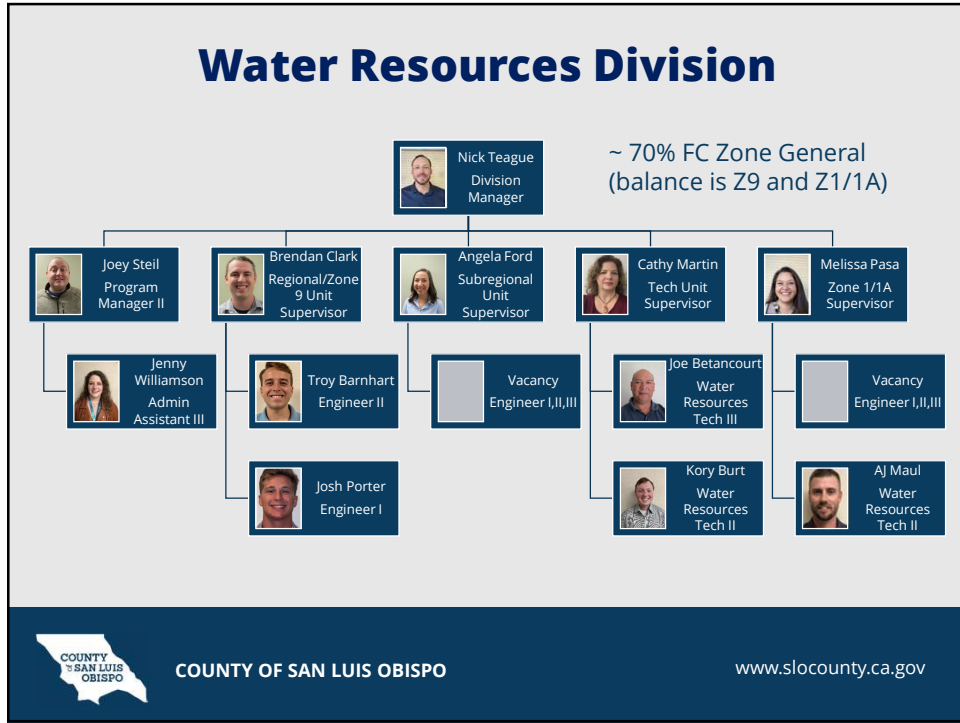 Water Resources Division
Nick Teague
Division
Manager
~ 70% FC Zone General
(balance is Z9 and Z1/1A)
Joey Steil
Program
Manager II
Brendan Clark
Regional/Zone
9 Unit
Supervisor
Angela Ford
Subregional
Unit
Supervisor
Cathy Martin
Tech Unit
Supervisor
Melissa Pasa
Zone 1/1A
Supervisor
Jenny
Williamson
Admin
Assistant III
Troy Barnhart
Engineer II
Vacancy
Engineer I,II,III
Joe Betancourt
Water
Resources
Tech III
Vacancy
Engineer I,II,III
Josh Porter
Engineer I
Kory Burt
Water
Resources
Tech II
AJ Maul
Water
Resources
Tech II
COUNTY
OF SAN LUIS
OBISPO
COUNTY OF SAN LUIS OBISPO
www.slocounty.ca.gov